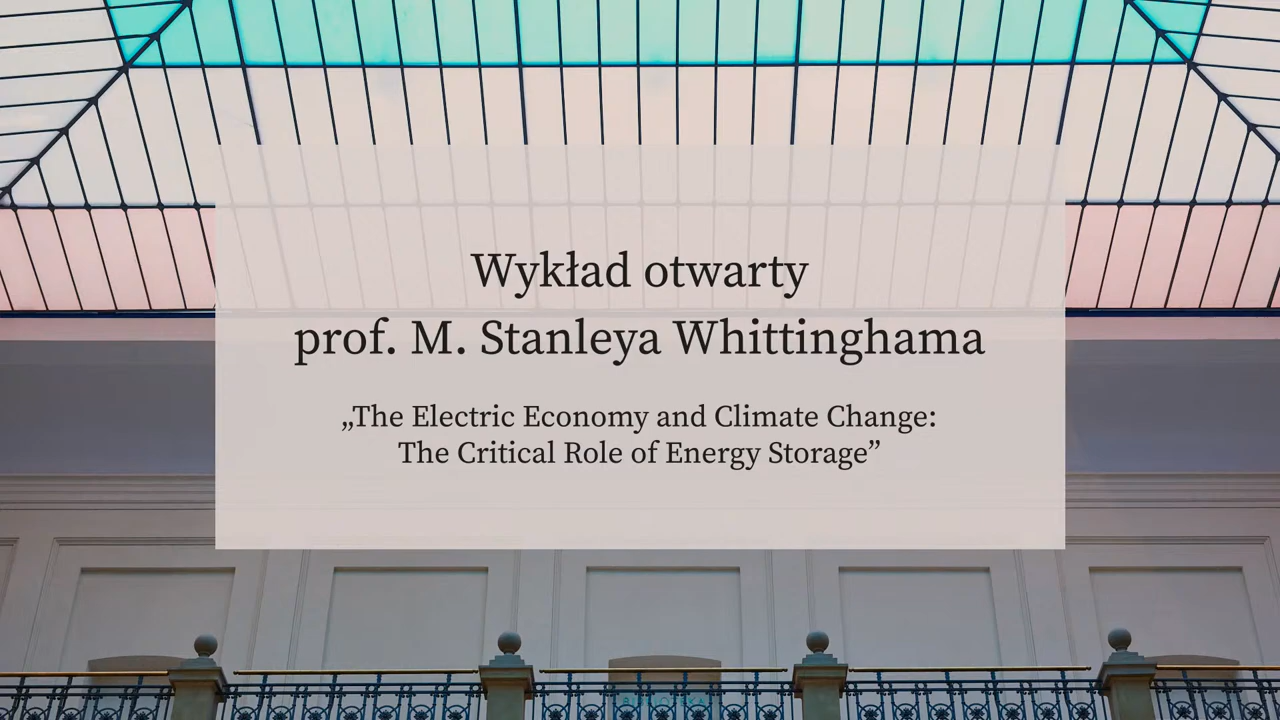 Wykład otwarty
prof. M. Stanleya Whittinghama
„The Electric Economy and Climate Change:
The Critical Role of Energy Storage”